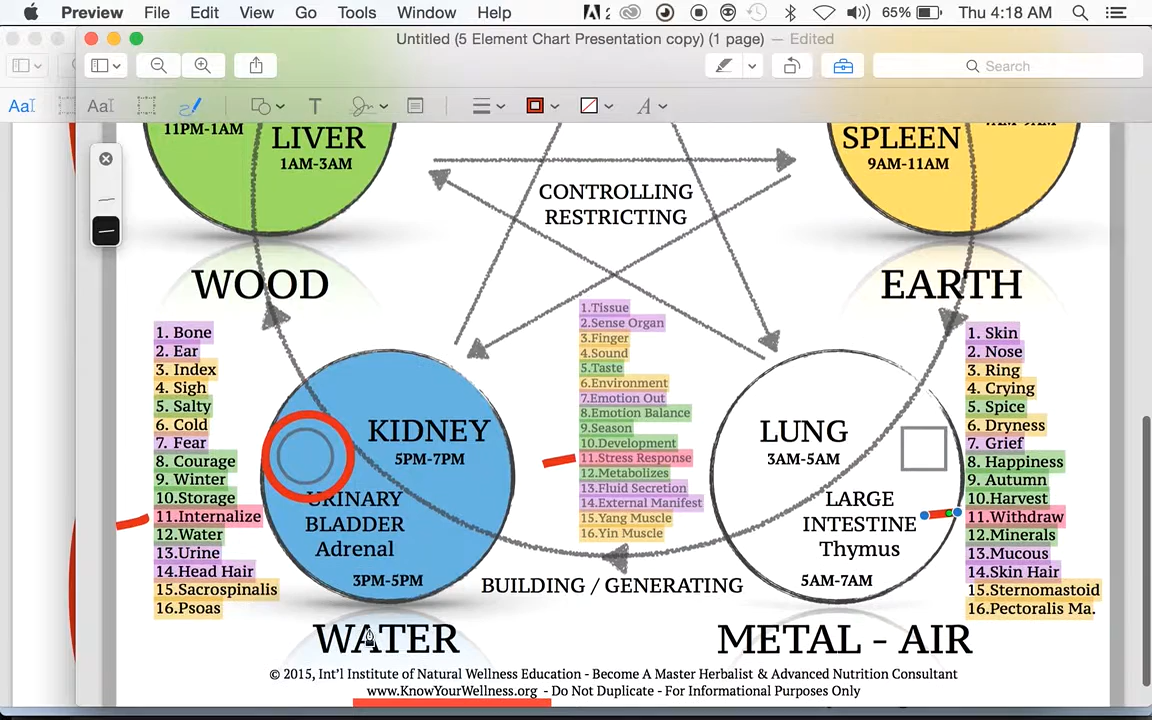 Preview File Edit View Go Tools Window Help 65% Thu 4:18 AM
Untitled (5 Element Chart Presentation copy) (1 page) — Edited
Search
11PM-1AM
LIVER
1AM-3AM
SPLEEN
9AM-11AM
CONTROLLING
RESTRICTING
WOOD
EARTH
1. Bone
2. Ear
3. Index
4. Sigh
5. Salty
6. Cold
7. Fear
8. Courage
9. Winter
10.Storage
11.Internalize
12.Water
13.Urine
14.Head Hair
15.Sacrospinalis
16.Psoas
KIDNEY
5PM-7PM
URINARY
BLADDER
Adrenal
3PM-5PM
1.Tissue
2.Sense Organ
3.Finger
4.Sound
5.Taste
6.Environment
7.Emotion Out
8.Emotion Balance
9.Season
10.Development
11.Stress Response
12.Metabolizes
13.Fluid Secretion
14.External Manifest
15.Yang Muscle
16.Yin Muscle
LUNG
3AM-5AM
LARGE
INTESTINE
Thymus
5AM-7AM
1. Skin
2. Nose
3. Ring
4. Crying
5. Spice
6. Dryness
7. Grief
8. Happiness
9. Autumn
10.Harvest
11.Withdraw
12.Minerals
13.Mucous
14.Skin Hair
15.Sternomastoid
16.Pectoralis Ma.
BUILDING / GENERATING
WATER
METAL - AIR
© 2015, Int'l Institute of Natural Wellness Education - Become A Master Herbalist & Advanced Nutrition Consultant
www.KnowYourWellness.org - Do Not Duplicate - For Informational Purposes Only